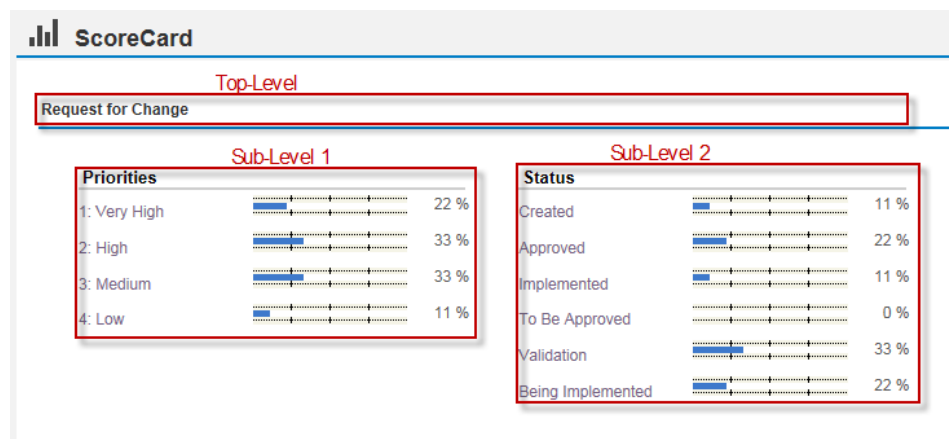 ScoreCard
Top-Level
Request for Change
Sub-Level 1
Priorities
1: Very High 22 %
2: High 33 %
3: Medium 33 %
4: Low 11 %
Sub-Level 2
Status
Created 11 %
Approved 22 %
Implemented 11 %
To Be Approved 0 %
Validation 33 %
Being Implemented 22 %